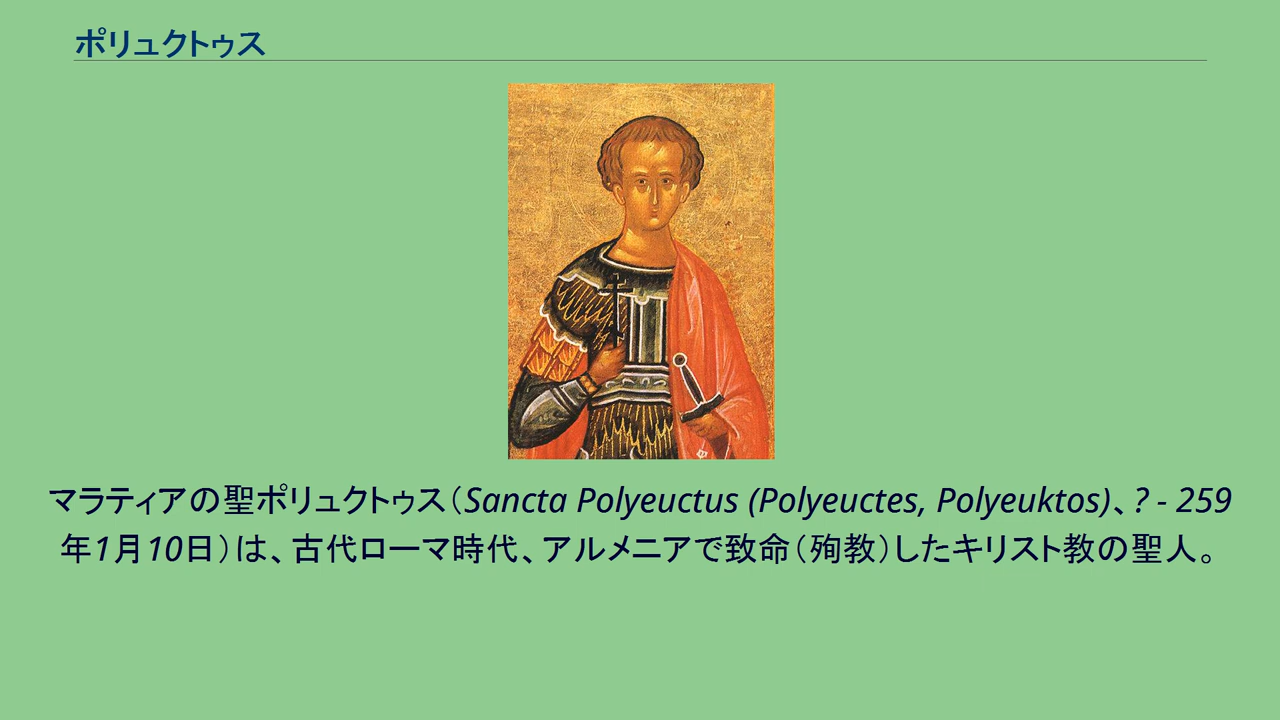 ポリュクトゥス
マラティアの聖ポリュクトゥス（Sancta Polyeuctus (Polyeuctes, Polyeuktos)、? - 259
年1月10日）は、古代ローマ時代、アルメニアで致命（殉教）したキリスト教の聖人。